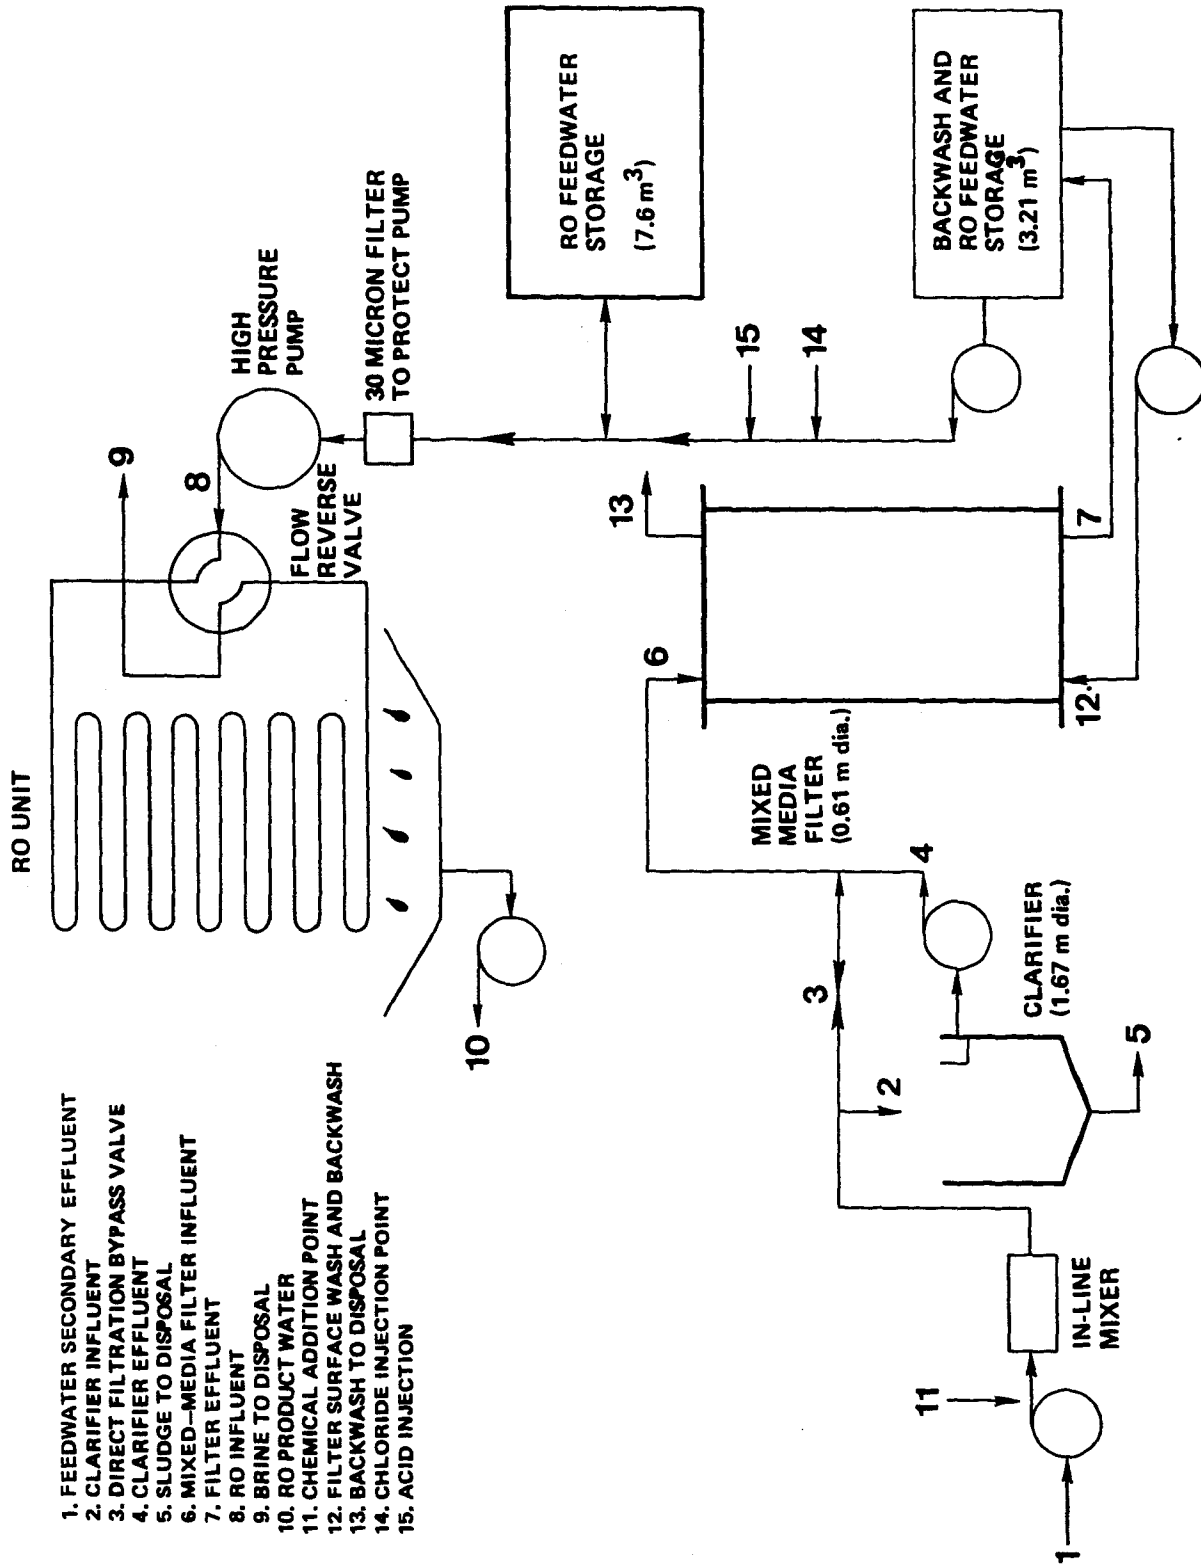 1. FEEDWATER SECONDARY EFFLUENT
2. CLARIFIER INFLUENT
3. DIRECT FILTRATION BYPASS VALVE
4. CLARIFIER EFFLUENT
5. SLUDGE TO DISPOSAL
6. MIXED-MEDIA FILTER INFLUENT
7. FILTER EFFLUENT
8. RO INFLUENT
9. BRINE TO DISPOSAL
10. RO PRODUCT WATER
11. CHEMICAL ADDITION POINT
12. FILTER SURFACE WASH AND BACKWASH
13. BACKWASH TO DISPOSAL
14. CHLORIDE INJECTION POINT
15. ACID INJECTION
RO UNIT
9
8
FLOW
REVERSE
VALVE
HIGH
PRESSURE
PUMP
30 MICRON FILTER
TO PROTECT PUMP
10
RO FEEDWATER
STORAGE
(7.6 m³)
15
14
13
6
MIXED
MEDIA
FILTER
(0.61 m dia.)
BACKWASH AND
RO FEEDWATER
STORAGE
(3.21 m³)
7
12.
3
4
2
CLARIFIER
(1.67 m dia.)
5
11
IN-LINE
MIXER
1